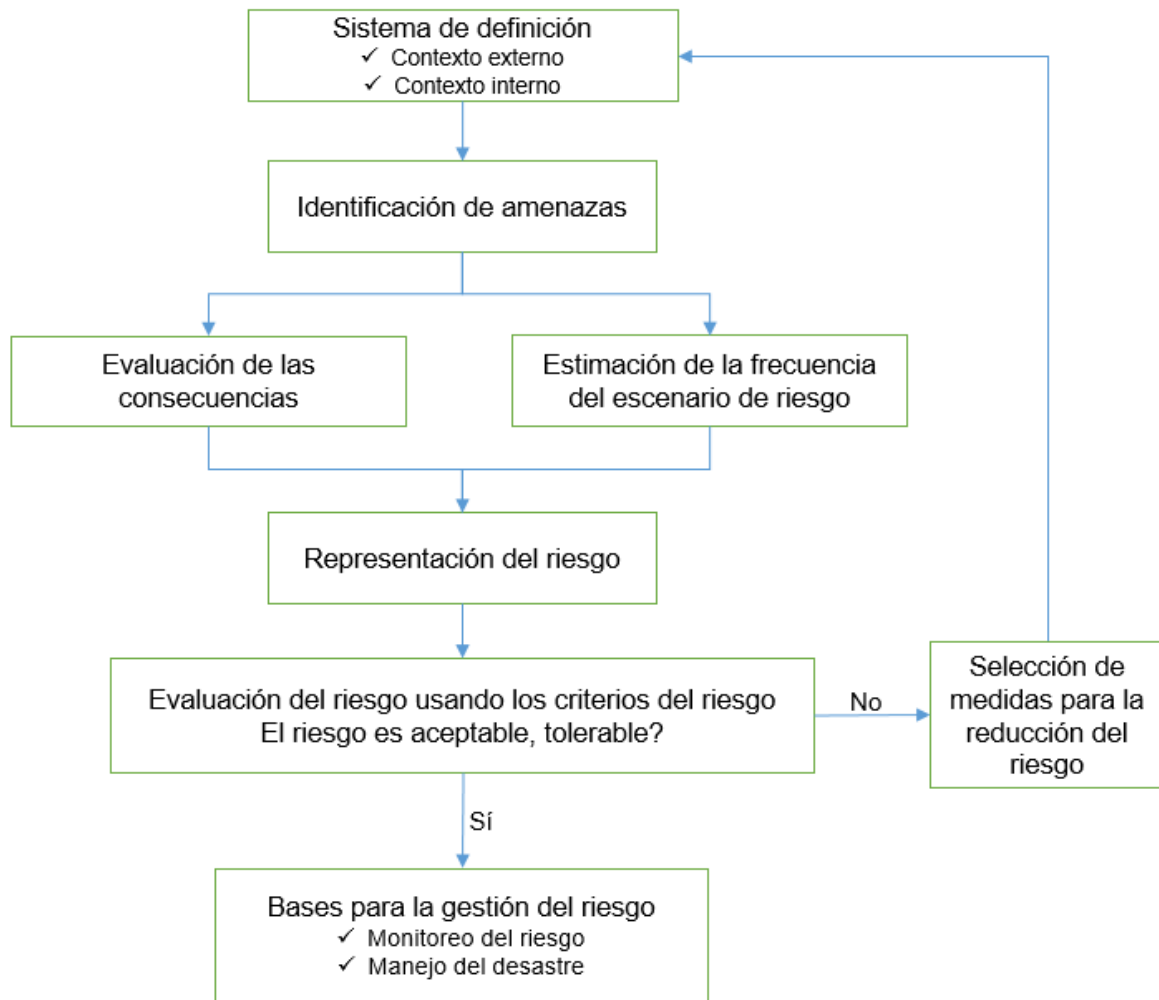 Sistema de definición
✓ Contexto externo
✓ Contexto interno
Identificación de amenazas
Evaluación de las
consecuencias
Estimación de la frecuencia
del escenario de riesgo
Representación del riesgo
Evaluación del riesgo usando los criterios del riesgo
El riesgo es aceptable, tolerable?
No
Selección de
medidas para la
reducción del
riesgo
Sí
Bases para la gestión del riesgo
✓ Monitoreo del riesgo
✓ Manejo del desastre